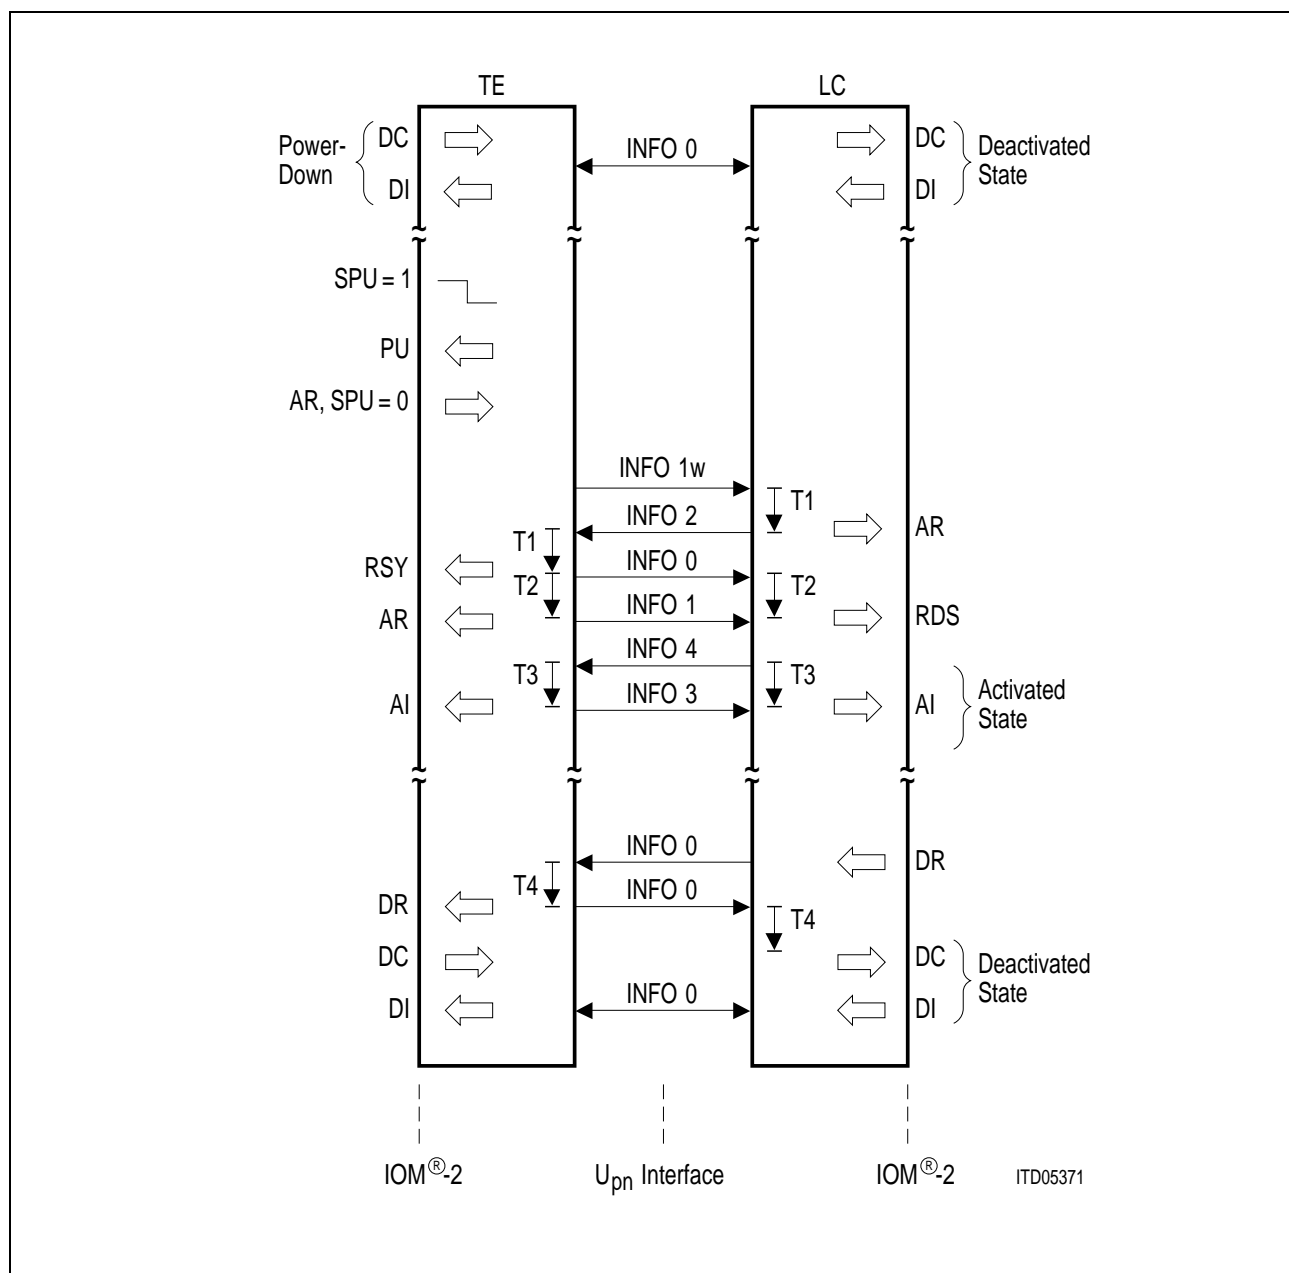 TE LC
Power-
Down
DC
DI
INFO 0
DC
DI
Deactivated
State
SPU = 1
PU
AR, SPU = 0
INFO 1w
T1
INFO 2
AR
T1
RSY
INFO 0
T2
T2
AR
INFO 1
RDS
INFO 4
T3
T3
AI
INFO 3
AI
Activated
State
INFO 0
DR
T4
DR
INFO 0
T4
DC
DI
INFO 0
DC
DI
Deactivated
State
IOM®-2 Upn Interface IOM®-2 ITD05371